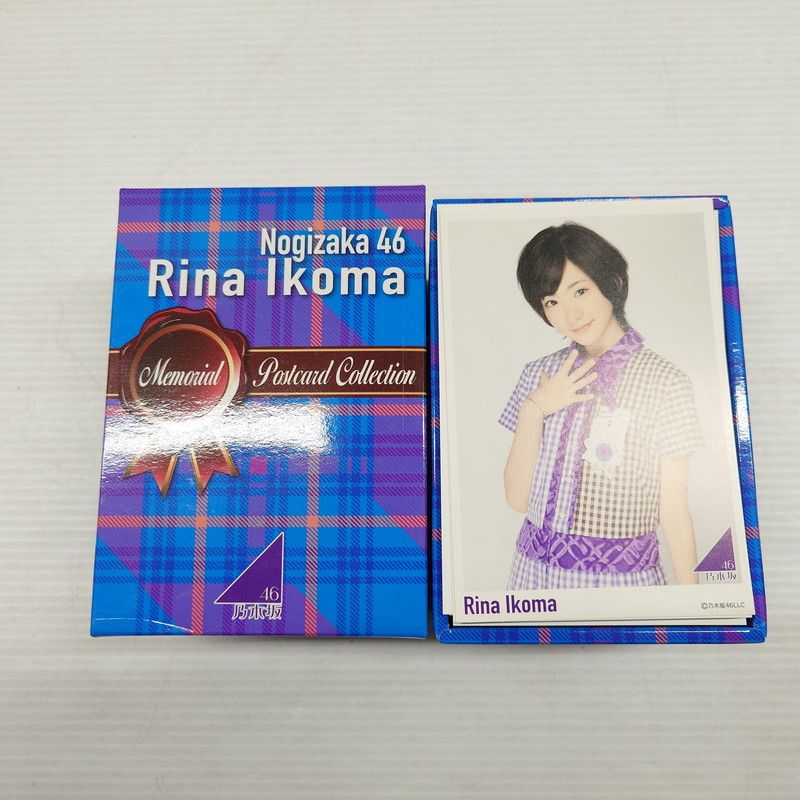 Nogizaka 46
Rina Ikoma
Memorial Postcard Collection
46
乃木坂
46
乃木坂
Rina Ikoma
©乃木坂46LLC